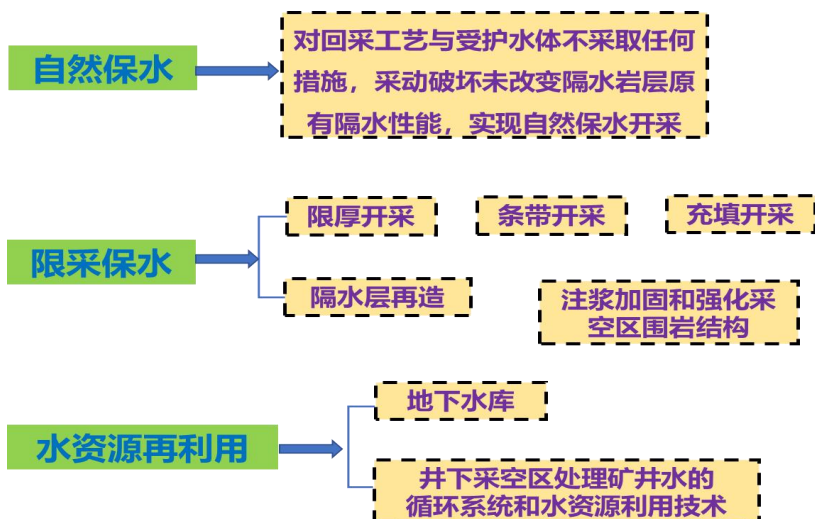 自然保水
对回采工艺与受护水体不采取任何
措施，采动破坏未改变隔水岩层原
有隔水性能，实现自然保水开采
限采保水
限厚开采
条带开采
充填开采
隔水层再造
注浆加固和强化采
空区围岩结构
水资源再利用
地下水库
井下采空区处理矿井水的
循环系统和水资源利用技术